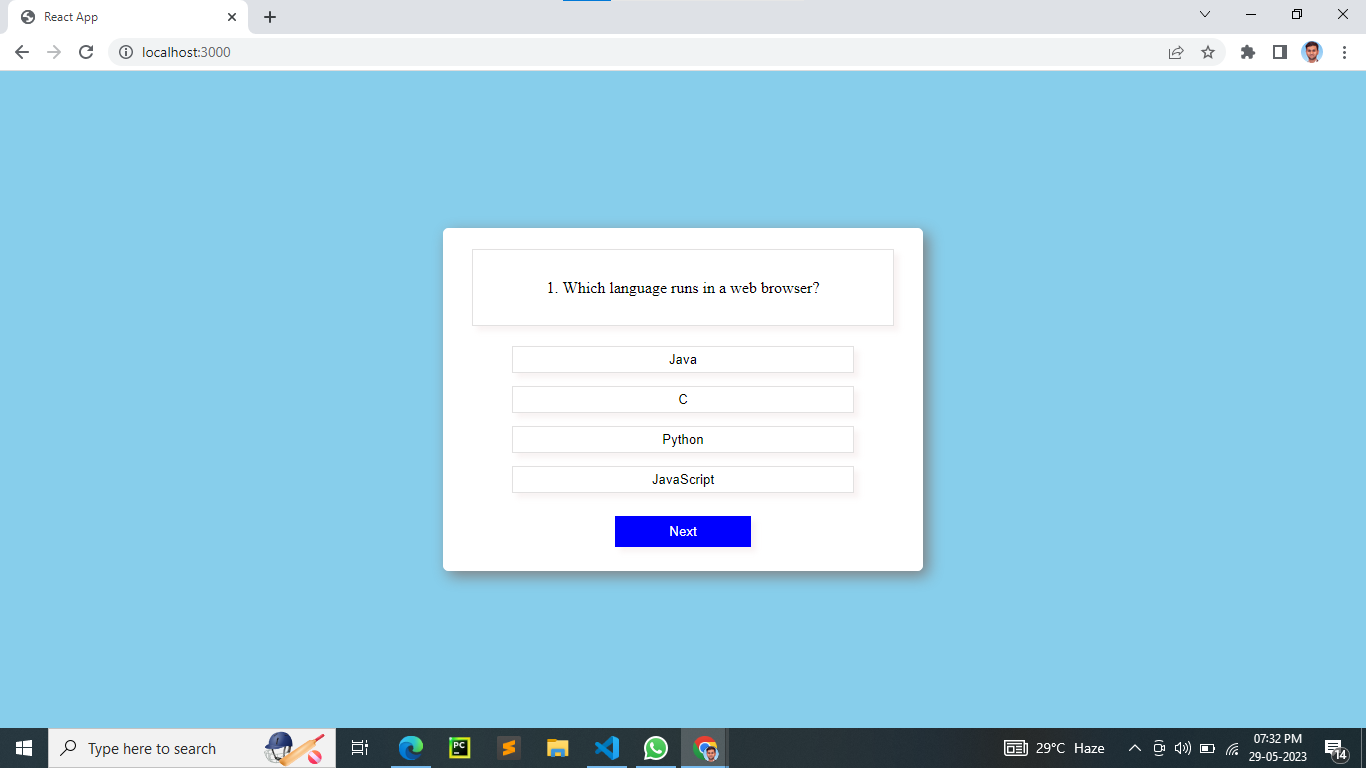 React App
localhost:3000
1. Which language runs in a web browser?
Java
C
Python
JavaScript
Next
Type here to search
PC
29°C Haze
07:32 PM
29-05-2023
14